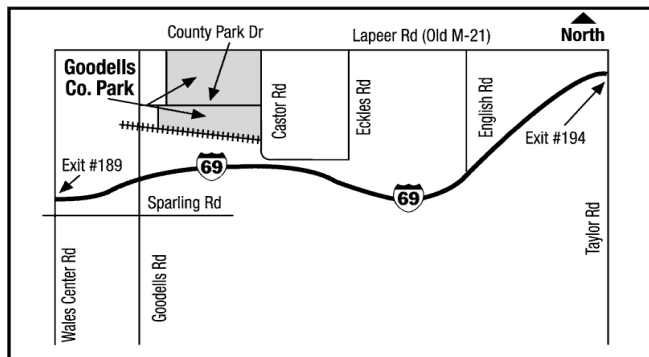 North
County Park Dr
Lapeer Rd (Old M-21)
Goodells
Co. Park
Castor Rd
Eckles Rd
English Rd
Exit #194
Exit #189
69
69
Sparling Rd
Wales Center Rd
Goodells Rd
Taylor Rd